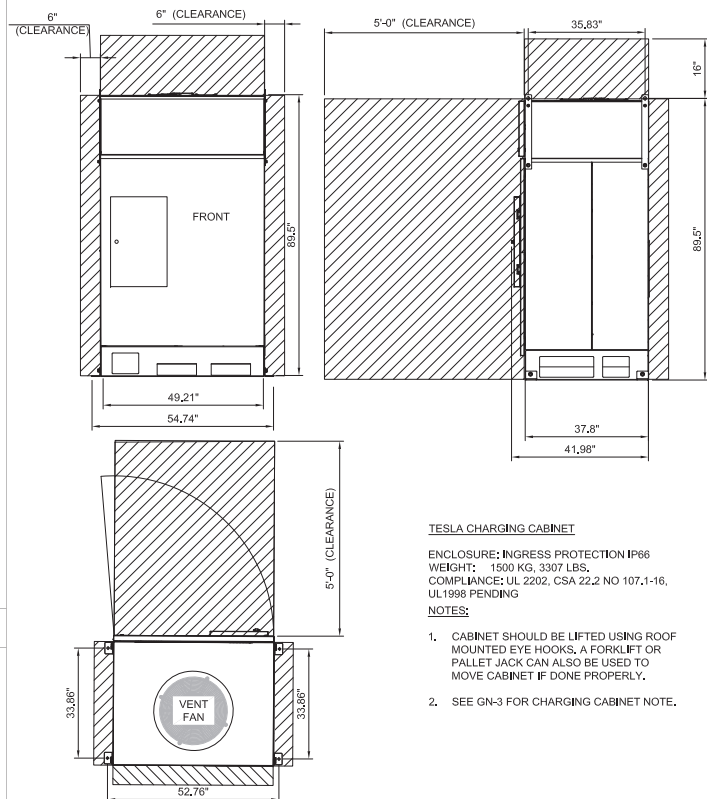 6"
(CLEARANCE)
6" (CLEARANCE)
5'-0" (CLEARANCE)
35.83"
16"
FRONT
89.5"
89.5"
49.21"
54.74"
37.8"
41.98"
5'-0" (CLEARANCE)
33.86"
VENT
FAN
33.86"
52.76"
TESLA CHARGING CABINET
ENCLOSURE: INGRESS PROTECTION IP66
WEIGHT: 1500 KG, 3307 LBS.
COMPLIANCE: UL 2202, CSA 22.2 NO 107.1-16,
UL1998 PENDING
NOTES:
1. CABINET SHOULD BE LIFTED USING ROOF
MOUNTED EYE HOOKS. A FORKLIFT OR
PALLET JACK CAN ALSO BE USED TO
MOVE CABINET IF DONE PROPERLY.
2. SEE GN-3 FOR CHARGING CABINET NOTE.